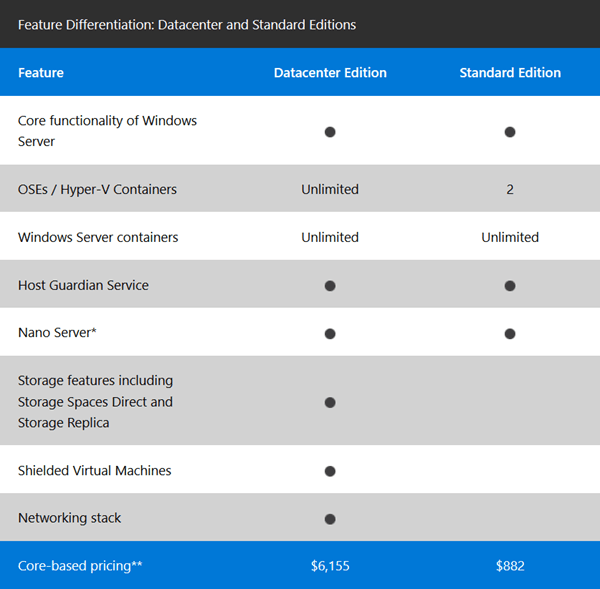 Feature Differentiation: Datacenter and Standard Editions
Feature Datacenter Edition Standard Edition
Core functionality of Windows
Server
OSEs / Hyper-V Containers Unlimited 2
Windows Server containers Unlimited Unlimited
Host Guardian Service
Nano Server*
Storage features including
Storage Spaces Direct and
Storage Replica
Shielded Virtual Machines
Networking stack
Core-based pricing** $6,155 $882